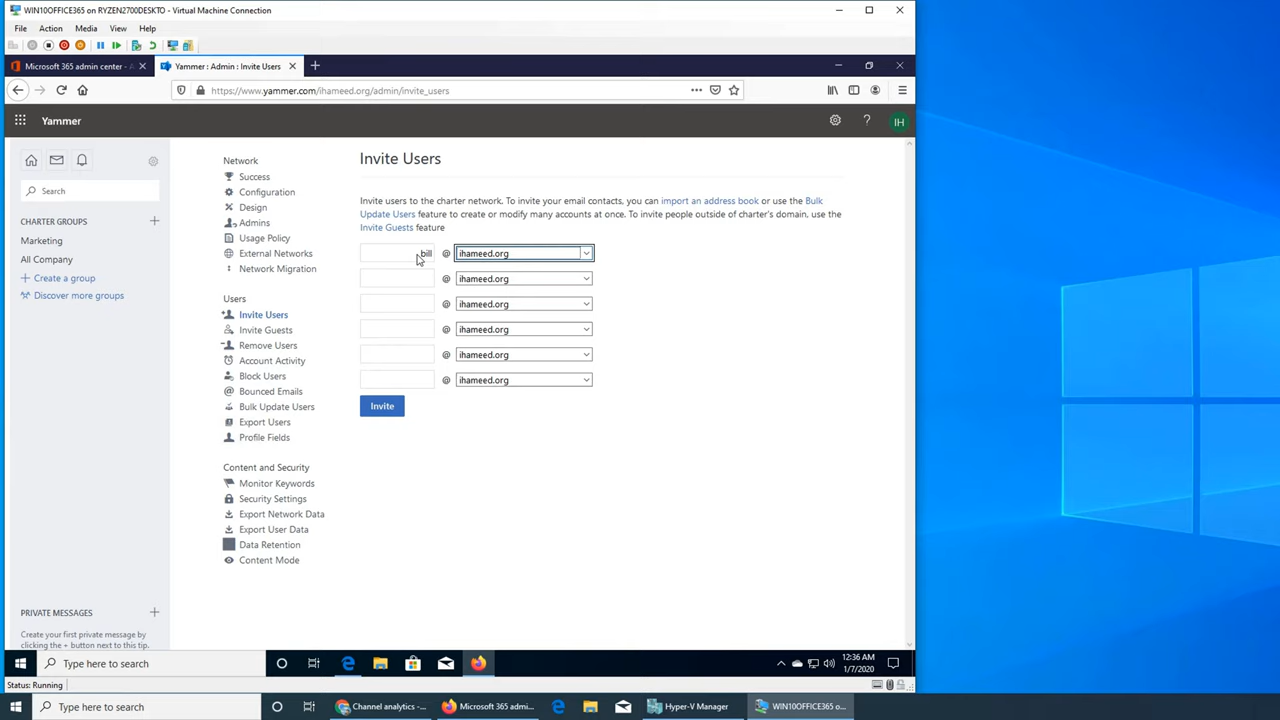 WIN10OFFICE365 on RYZEN2700DESKTO - Virtual Machine Connection
File Action Media View Help
Microsoft 365 admin center - A
Yammer : Admin : Invite Users
https://www.yammer.com/ihameed.org/admin/invite_users
Yammer
? IH
Search
CHARTER GROUPS
Marketing
All Company
Create a group
Discover more groups
PRIVATE MESSAGES
Create your first private message by
clicking the + button next to this tip.
Network
Success
Configuration
Design
Admins
Usage Policy
External Networks
Network Migration
Users
Invite Users
Invite Guests
Remove Users
Account Activity
Block Users
Bounced Emails
Bulk Update Users
Export Users
Profile Fields
Content and Security
Monitor Keywords
Security Settings
Export Network Data
Export User Data
Data Retention
Content Mode
Invite Users
Invite users to the charter network. To invite your email contacts, you can import an address book or use the Bulk
Update Users feature to create or modify many accounts at once. To invite people outside of charter's domain, use the
Invite Guests feature
bill @ ihameed.org
@ ihameed.org
@ ihameed.org
@ ihameed.org
@ ihameed.org
@ ihameed.org
Invite
Type here to search
12:36 AM
1/7/2020
Status: Running
Type here to search
Channel analytics - ...
Microsoft 365 admi...
Hyper-V Manager
WIN10OFFICE365 o...